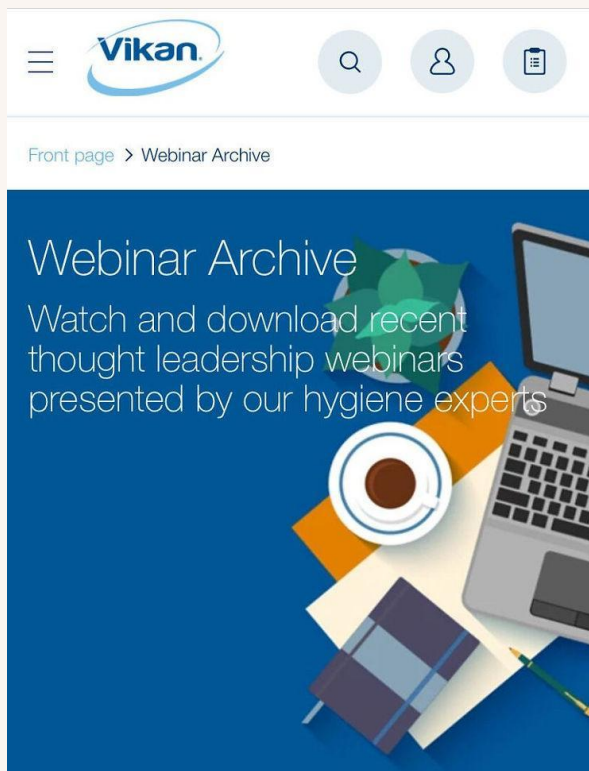 Vikan.
Front page > Webinar Archive
Webinar Archive
Watch and download recent
thought leadership webinars
presented by our hygiene experts